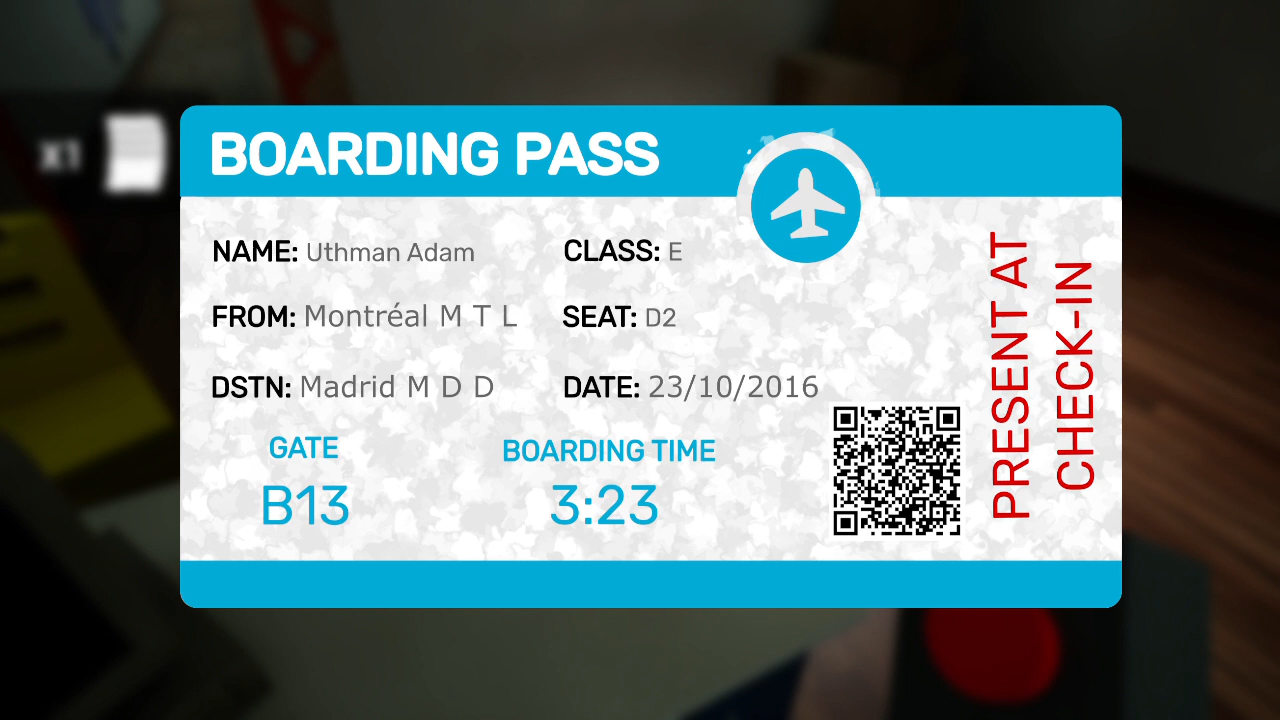 X1
BOARDING PASS
NAME: Uthman Adam
CLASS: E
FROM: Montréal M T L
SEAT: D2
DSTN: Madrid M D D
DATE: 23/10/2016
GATE
B13
BOARDING TIME
3:23
PRESENT AT
CHECK-IN